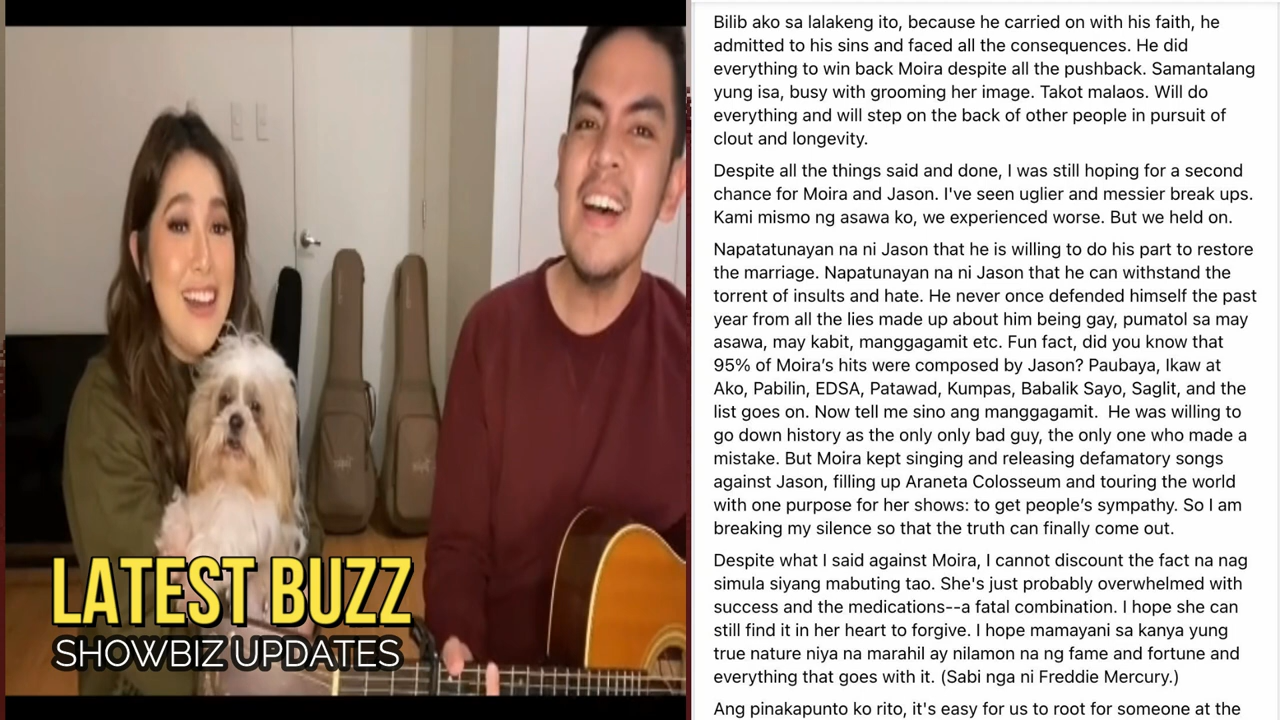 LATEST BUZZ
SHOWBIZ UPDATES
Bilib ako sa lalakeng ito, because he carried on with his faith, he
admitted to his sins and faced all the consequences. He did
everything to win back Moira despite all the pushback. Samantalang
yung isa, busy with grooming her image. Takot malaos. Will do
everything and will step on the back of other people in pursuit of
clout and longevity.
Despite all the things said and done, I was still hoping for a second
chance for Moira and Jason. I've seen uglier and messier break ups.
Kami mismo ng asawa ko, we experienced worse. But we held on.
Napatatunayan na ni Jason that he is willing to do his part to restore
the marriage. Napatunayan na ni Jason that he can withstand the
torrent of insults and hate. He never once defended himself the past
year from all the lies made up about him being gay, pumatol sa may
asawa, may kabit, manggagamit etc. Fun fact, did you know that
95% of Moira’s hits were composed by Jason? Paubaya, Ikaw at
Ako, Pabilin, EDSA, Patawad, Kumpas, Babalik Sayo, Saglit, and the
list goes on. Now tell me sino ang manggagamit.  He was willing to
go down history as the only only bad guy, the only one who made a
mistake. But Moira kept singing and releasing defamatory songs
against Jason, filling up Araneta Colosseum and touring the world
with one purpose for her shows: to get people’s sympathy. So I am
breaking my silence so that the truth can finally come out.
Despite what I said against Moira, I cannot discount the fact na nag
simula siyang mabuting tao. She's just probably overwhelmed with
success and the medications--a fatal combination. I hope she can
still find it in her heart to forgive. I hope mamayani sa kanya yung
true nature niya na marahil ay nilamon na ng fame and fortune and
everything that goes with it. (Sabi nga ni Freddie Mercury.)
Ang pinakapunto ko rito, it's easy for us to root for someone at the